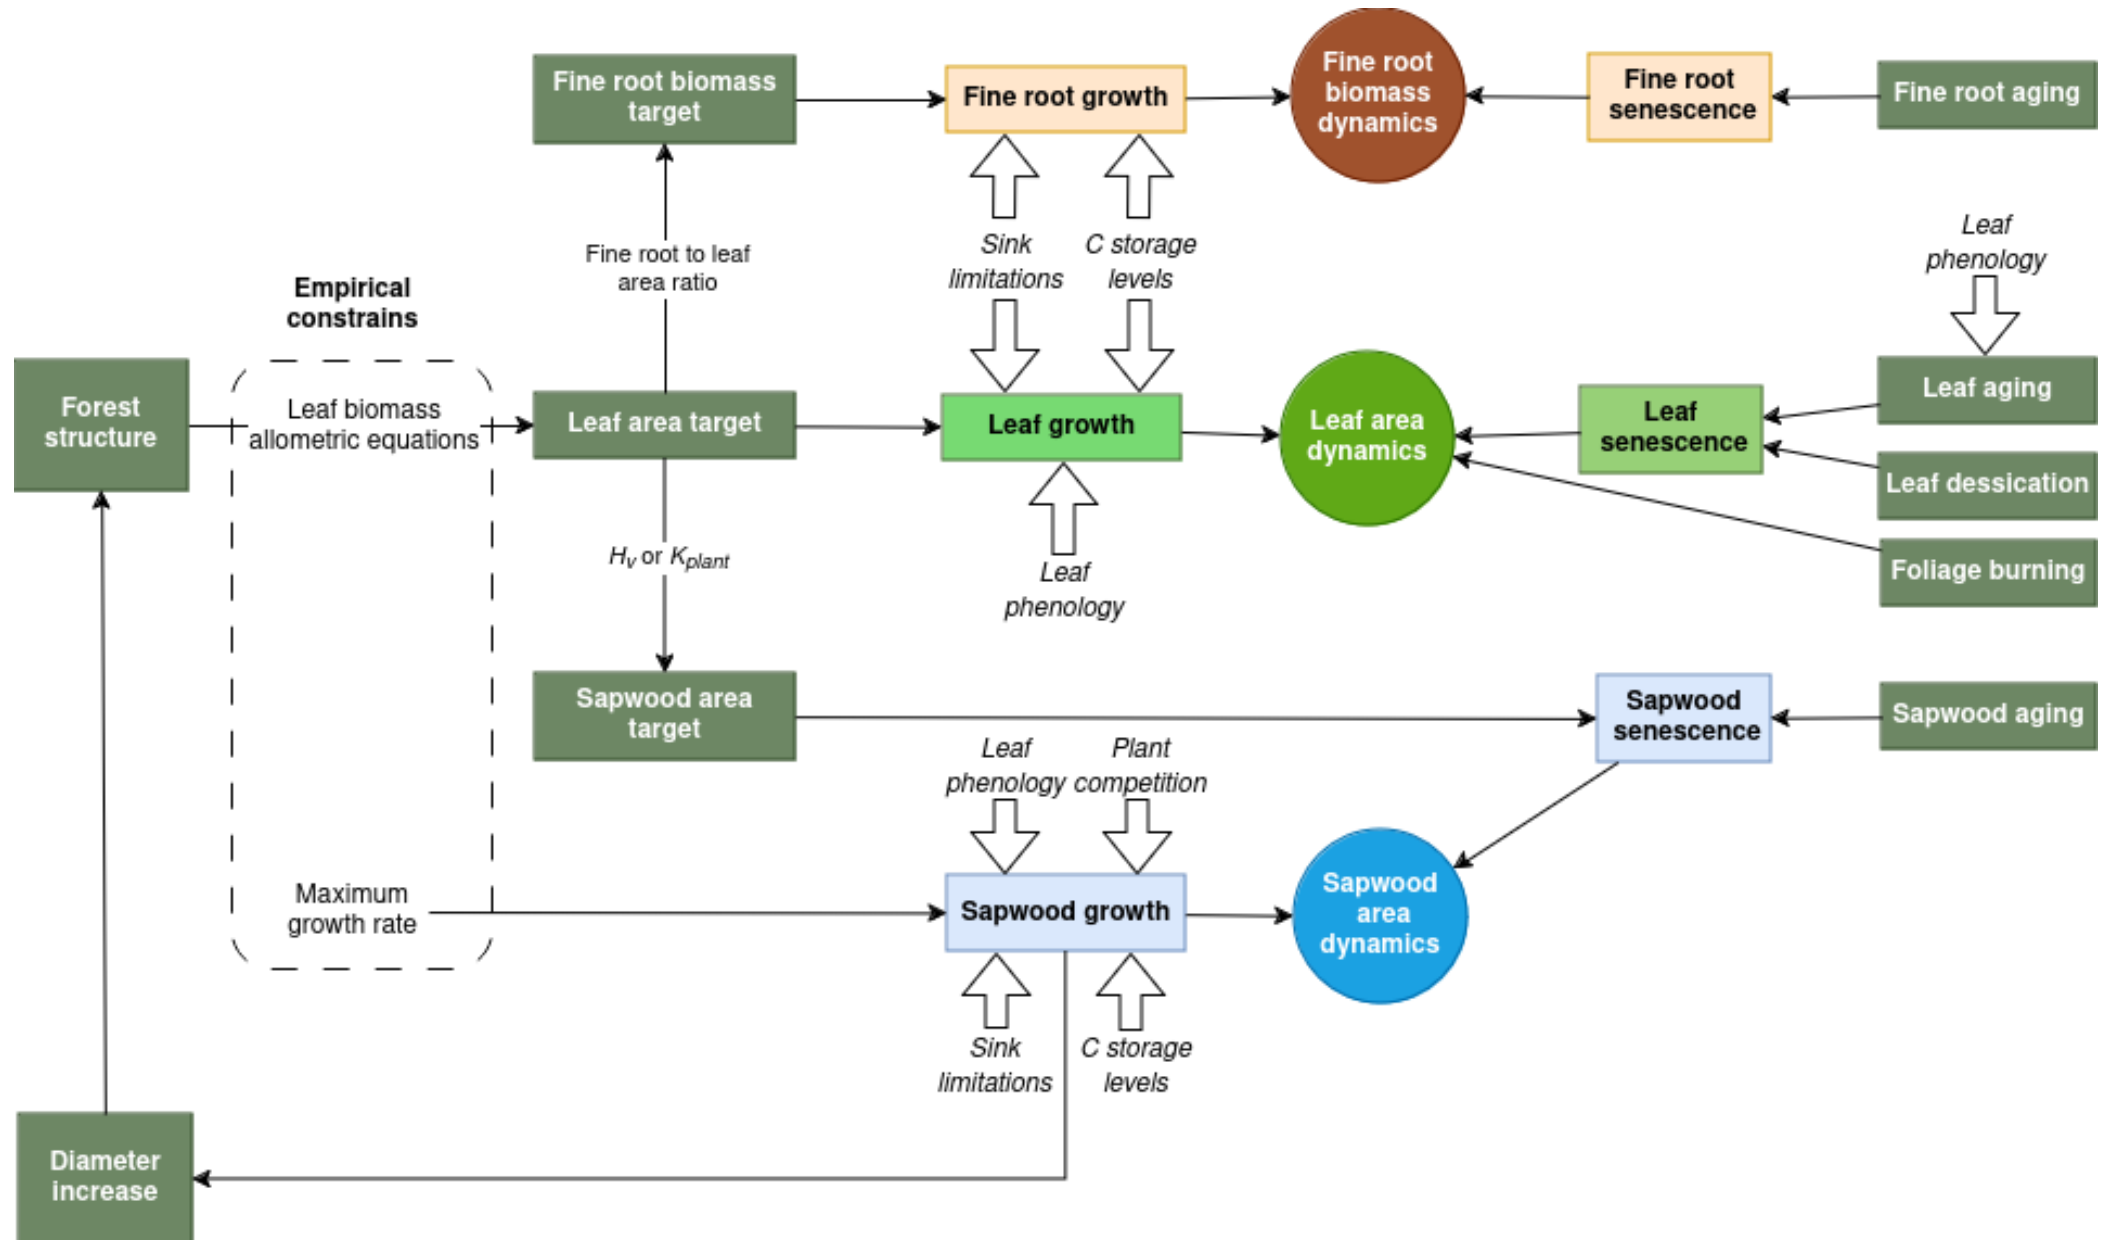 Fine root biomass
target
Fine root growth
Fine root
biomass
dynamics
Fine root
senescence
Fine root aging
Fine root to leaf
area ratio
Sink
limitations
C storage
levels
Leaf
phenology
Empirical
constrains
Forest
structure
Leaf biomass
allometric equations
Leaf area target
Leaf growth
Leaf area
dynamics
Leaf
senescence
Leaf aging
Leaf dessication
Foliage burning
Hv or Kplant
Leaf
phenology
Sapwood area
target
Sapwood
senescence
Sapwood aging
Leaf
phenology
Plant
competition
Maximum
growth rate
Sapwood growth
Sapwood
area
dynamics
Sink
limitations
C storage
levels
Diameter
increase